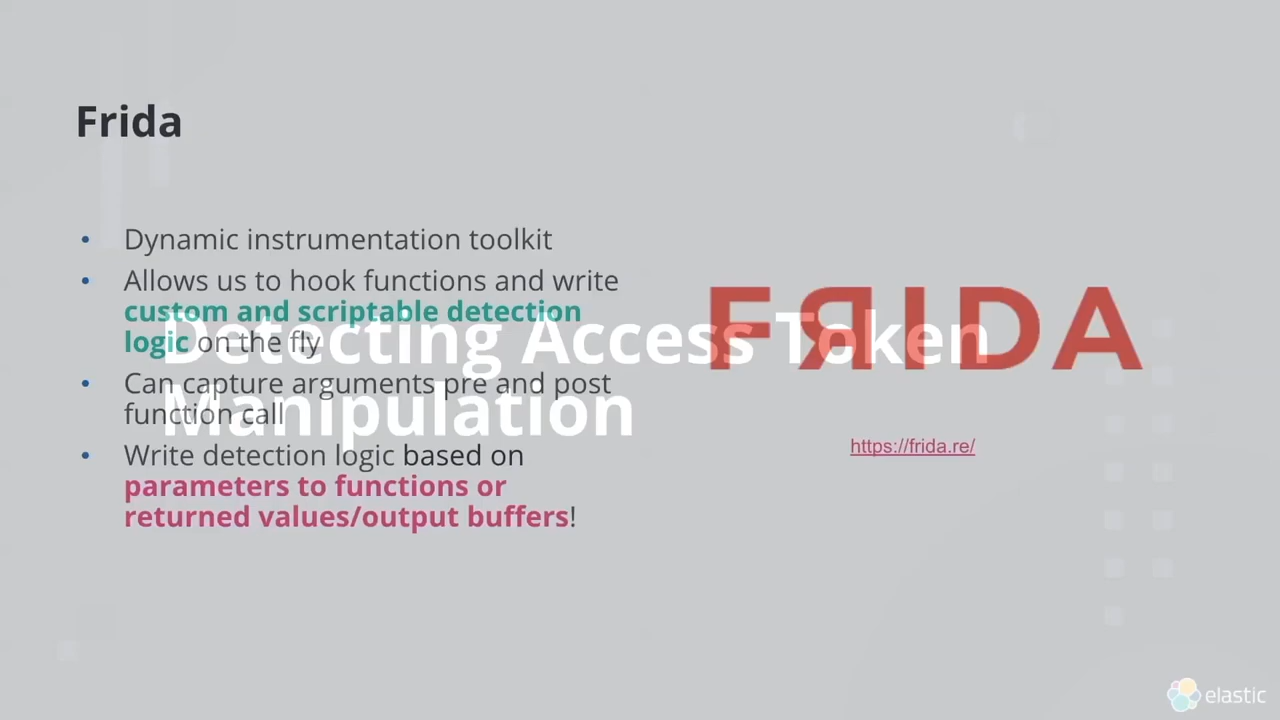 Frida
• Dynamic instrumentation toolkit
• Allows us to hook functions and write
custom and scriptable detection
logic on the fly
• Can capture arguments pre and post
function call
• Write detection logic based on
parameters to functions or
returned values/output buffers!
Detecting Access Token
Manipulation
FЯIDA
https://frida.re/
elastic